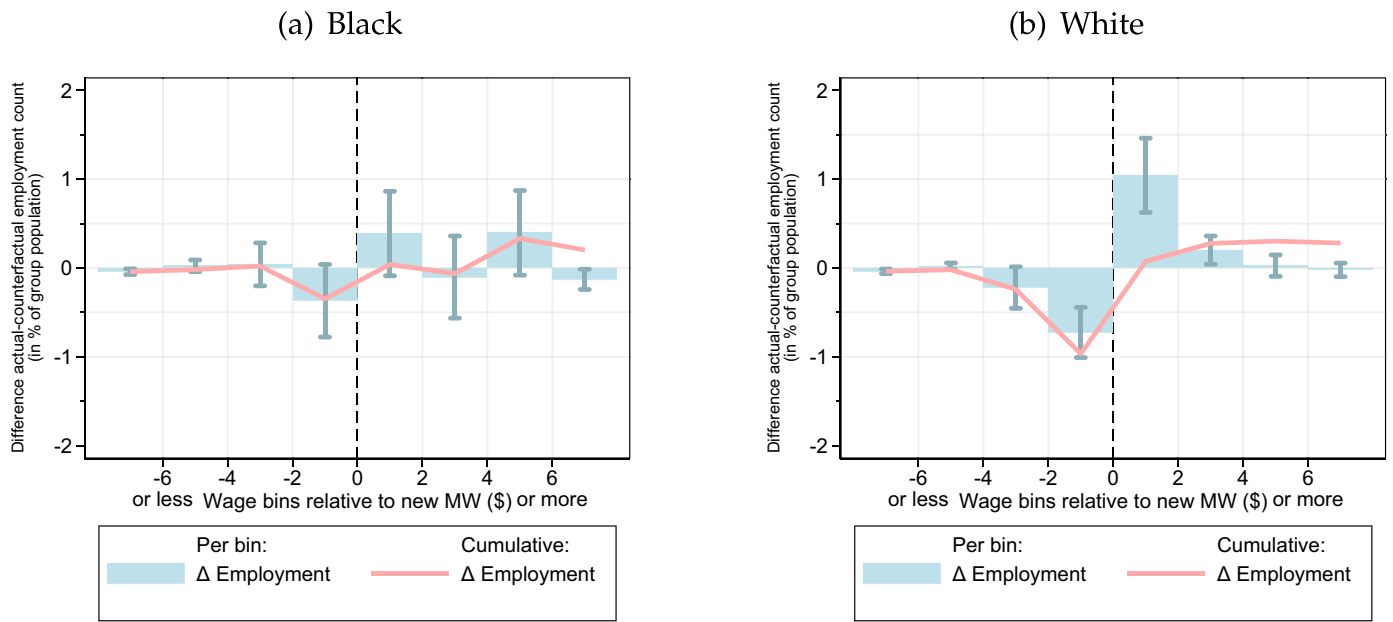 (a) Black
Difference actual-counterfactual employment count
(in % of group population)
2
1
0
-1
-2
-6
-4
-2
0
2
4
6
or less Wage bins relative to new MW ($) or more
Per bin:
Cumulative:
Δ Employment
Δ Employment
(b) White
Difference actual-counterfactual employment count
(in % of group population)
2
1
0
-1
-2
-6
-4
-2
0
2
4
6
or less Wage bins relative to new MW ($) or more
Per bin:
Cumulative:
Δ Employment
Δ Employment